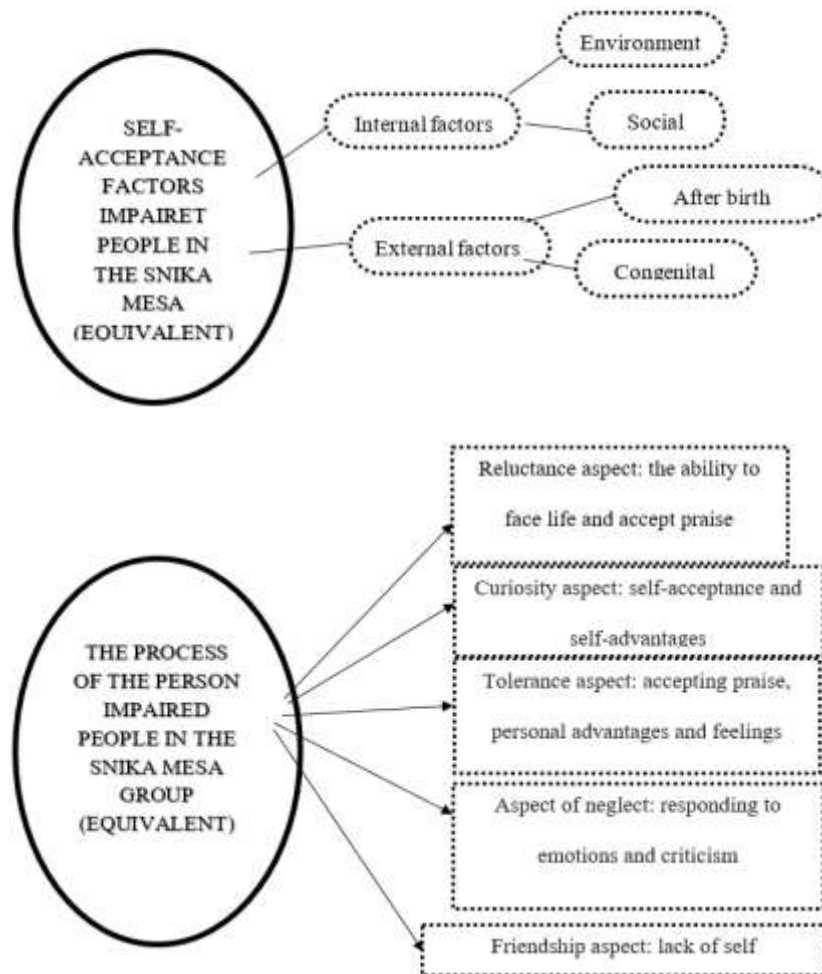 SELF-
ACCEPTANCE
FACTORS
IMPAIRET
PEOPLE IN
THE SNIKA
MESA
(EQUIVALENT)
Internal factors
Environment
Social
External factors
After birth
Congenital
THE PROCESS
OF THE PERSON
IMPAIRED
PEOPLE IN THE
SNIKA MESA
GROUP
(EQUIVALENT)
Reluctance aspect: the ability to
face life and accept praise
Curiosity aspect: self-acceptance and
self-advantages
Tolerance aspect: accepting praise,
personal advantages and feelings
Aspect of neglect: responding to
emotions and criticism
Friendship aspect: lack of self